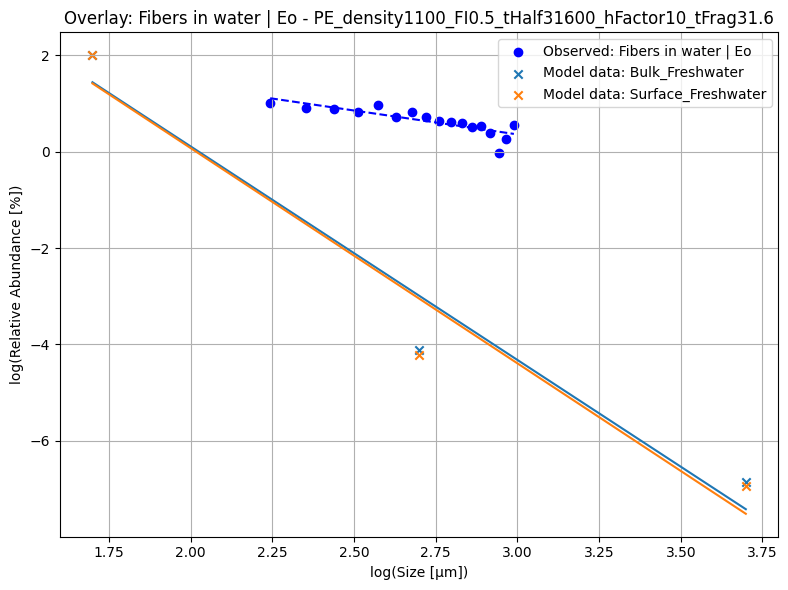 Overlay: Fibers in water | Eo - PE_density1100_FI0.5_tHalf31600_hFactor10_tFrag31.6
Observed: Fibers in water | Eo
Model data: Bulk_Freshwater
Model data: Surface_Freshwater
log(Relative Abundance [%])
2
0
−2
−4
−6
1.75 2.00 2.25 2.50 2.75 3.00 3.25 3.50 3.75
log(Size [µm])